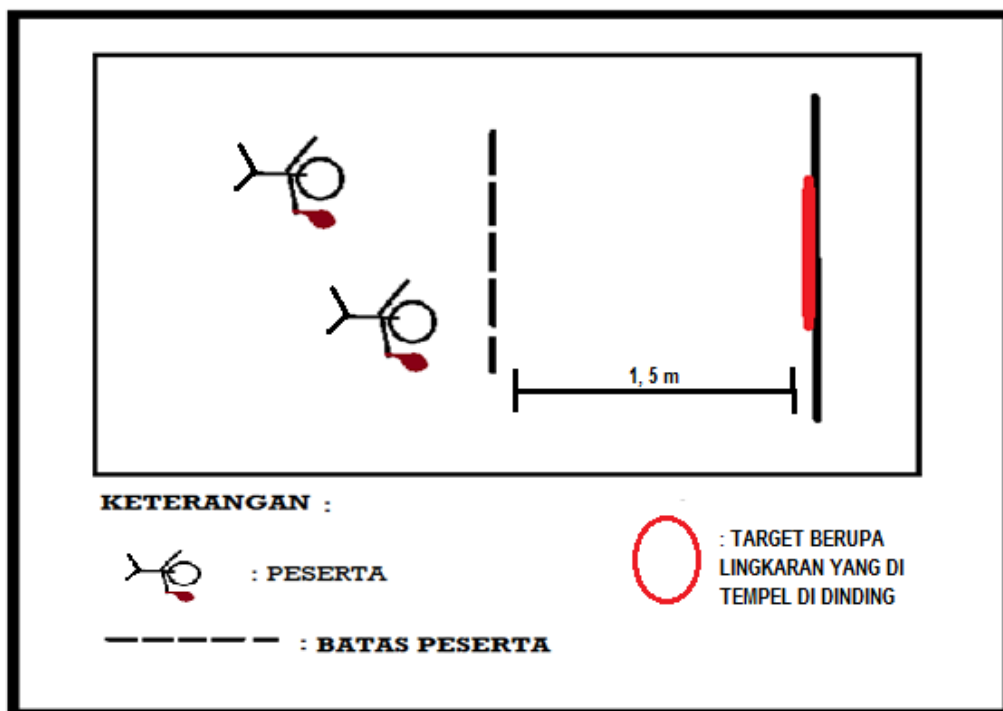 1, 5 m
KETERANGAN :
: PESERTA
: BATAS PESERTA
: TARGET BERUPA
LINGKARAN YANG DI
TEMPEL DI DINDING